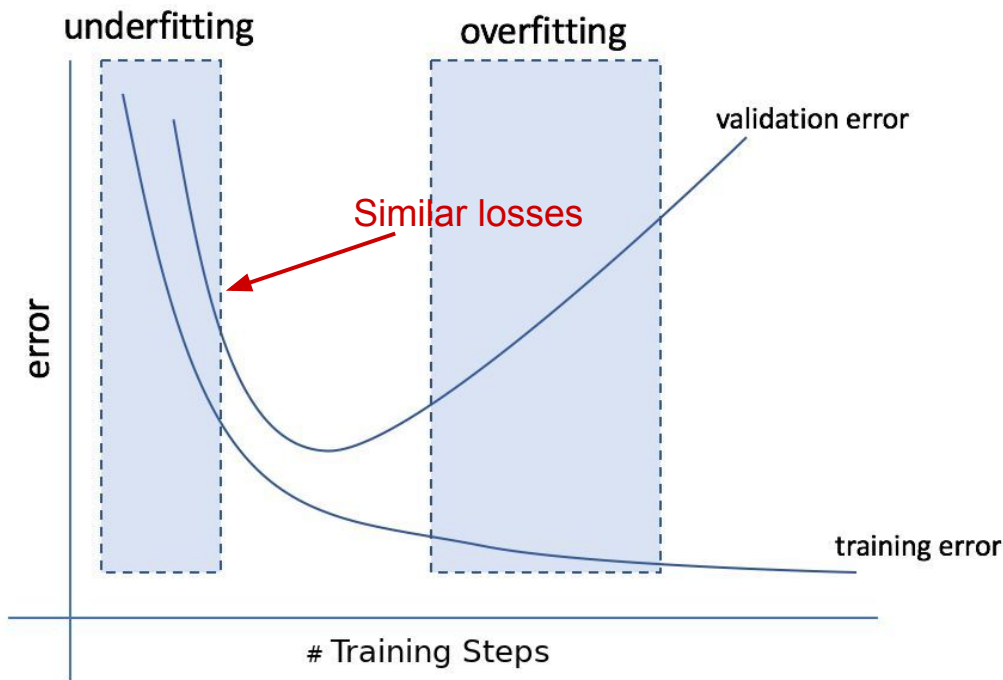 underfitting
overfitting
validation error
Similar losses
error
training error
# Training Steps